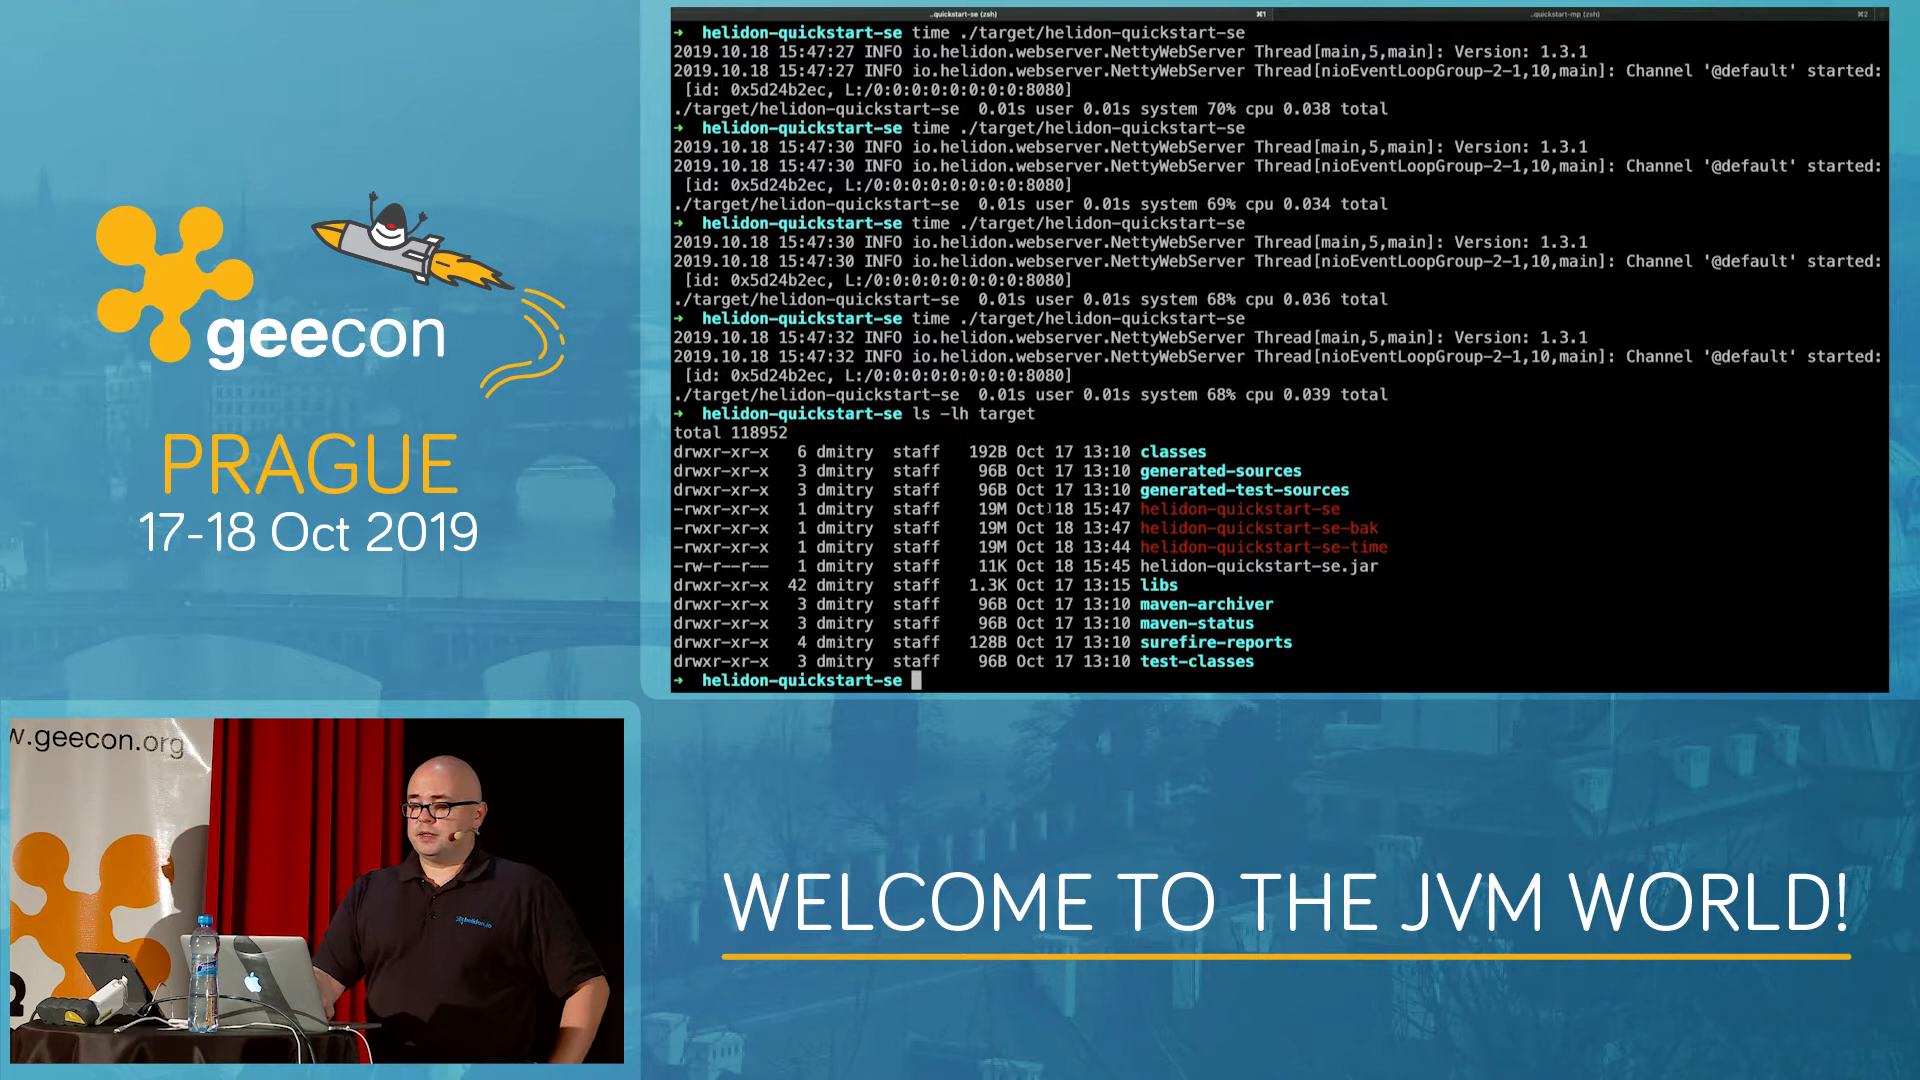 ..quickstart-se (zsh) ⌘1 ..quickstart-mp (zsh) ⌘2
→ helidon-quickstart-se time ./target/helidon-quickstart-se
2019.10.18 15:47:27 INFO io.helidon.webserver.NettyWebServer Thread[main,5,main]: Version: 1.3.1
2019.10.18 15:47:27 INFO io.helidon.webserver.NettyWebServer Thread[nioEventLoopGroup-2-1,10,main]: Channel '@default' started:
[id: 0x5d24b2ec, L:/0:0:0:0:0:0:0:0:8080]
./target/helidon-quickstart-se 0.01s user 0.01s system 70% cpu 0.038 total
→ helidon-quickstart-se time ./target/helidon-quickstart-se
2019.10.18 15:47:30 INFO io.helidon.webserver.NettyWebServer Thread[main,5,main]: Version: 1.3.1
2019.10.18 15:47:30 INFO io.helidon.webserver.NettyWebServer Thread[nioEventLoopGroup-2-1,10,main]: Channel '@default' started:
[id: 0x5d24b2ec, L:/0:0:0:0:0:0:0:0:8080]
./target/helidon-quickstart-se 0.01s user 0.01s system 69% cpu 0.034 total
→ helidon-quickstart-se time ./target/helidon-quickstart-se
2019.10.18 15:47:30 INFO io.helidon.webserver.NettyWebServer Thread[main,5,main]: Version: 1.3.1
2019.10.18 15:47:30 INFO io.helidon.webserver.NettyWebServer Thread[nioEventLoopGroup-2-1,10,main]: Channel '@default' started:
[id: 0x5d24b2ec, L:/0:0:0:0:0:0:0:0:8080]
./target/helidon-quickstart-se 0.01s user 0.01s system 68% cpu 0.036 total
→ helidon-quickstart-se time ./target/helidon-quickstart-se
2019.10.18 15:47:32 INFO io.helidon.webserver.NettyWebServer Thread[main,5,main]: Version: 1.3.1
2019.10.18 15:47:32 INFO io.helidon.webserver.NettyWebServer Thread[nioEventLoopGroup-2-1,10,main]: Channel '@default' started:
[id: 0x5d24b2ec, L:/0:0:0:0:0:0:0:0:8080]
./target/helidon-quickstart-se 0.01s user 0.01s system 68% cpu 0.039 total
→ helidon-quickstart-se ls -lh target
total 118952
drwxr-xr-x 6 dmitry staff 192B Oct 17 13:10 classes
drwxr-xr-x 3 dmitry staff 96B Oct 17 13:10 generated-sources
drwxr-xr-x 3 dmitry staff 96B Oct 17 13:10 generated-test-sources
-rwxr-xr-x 1 dmitry staff 19M Oct 18 15:47 helidon-quickstart-se
-rwxr-xr-x 1 dmitry staff 19M Oct 18 13:47 helidon-quickstart-se-bak
-rwxr-xr-x 1 dmitry staff 19M Oct 18 13:44 helidon-quickstart-se-time
-rw-r--r-- 1 dmitry staff 11K Oct 18 15:45 helidon-quickstart-se.jar
drwxr-xr-x 42 dmitry staff 1.3K Oct 17 13:15 libs
drwxr-xr-x 3 dmitry staff 96B Oct 17 13:10 maven-archiver
drwxr-xr-x 3 dmitry staff 96B Oct 17 13:10 maven-status
drwxr-xr-x 4 dmitry staff 128B Oct 17 13:10 surefire-reports
drwxr-xr-x 3 dmitry staff 96B Oct 17 13:10 test-classes
→ helidon-quickstart-se
geecon
PRAGUE
17-18 Oct 2019
w.geecon.org
helidon.io
WELCOME TO THE JVM WORLD!